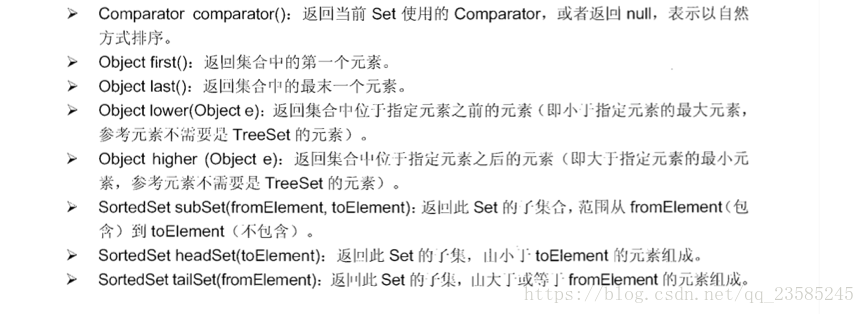 ➢ Comparator comparator()：返回当前 Set 使用的 Comparator，或者返回 null，表示以自然
方式排序。
➢ Object first()：返回集合中的第一个元素。
➢ Object last()：返回集合中的最末一个元素。
➢ Object lower(Object e)：返回集合中位于指定元素之前的元素（即小于指定元素的最大元素，
参考元素不需要是 TreeSet 的元素）。
➢ Object higher (Object e)：返回集合中位于指定元素之后的元素（即大于指定元素的最小元
素，参考元素不需要是 TreeSet 的元素）。
➢ SortedSet subSet(fromElement, toElement)：返回此 Set 的子集合，范围从 fromElement（包
含）到 toElement（不包含）。
➢ SortedSet headSet(toElement)：返回此 Set 的子集，由小于 toElement 的元素组成。
➢ SortedSet tailSet(fromElement)：返回此 Set 的子集，由大于或等于 fromElement 的元素组成。
https://blog.csdn.net/qq_23585245